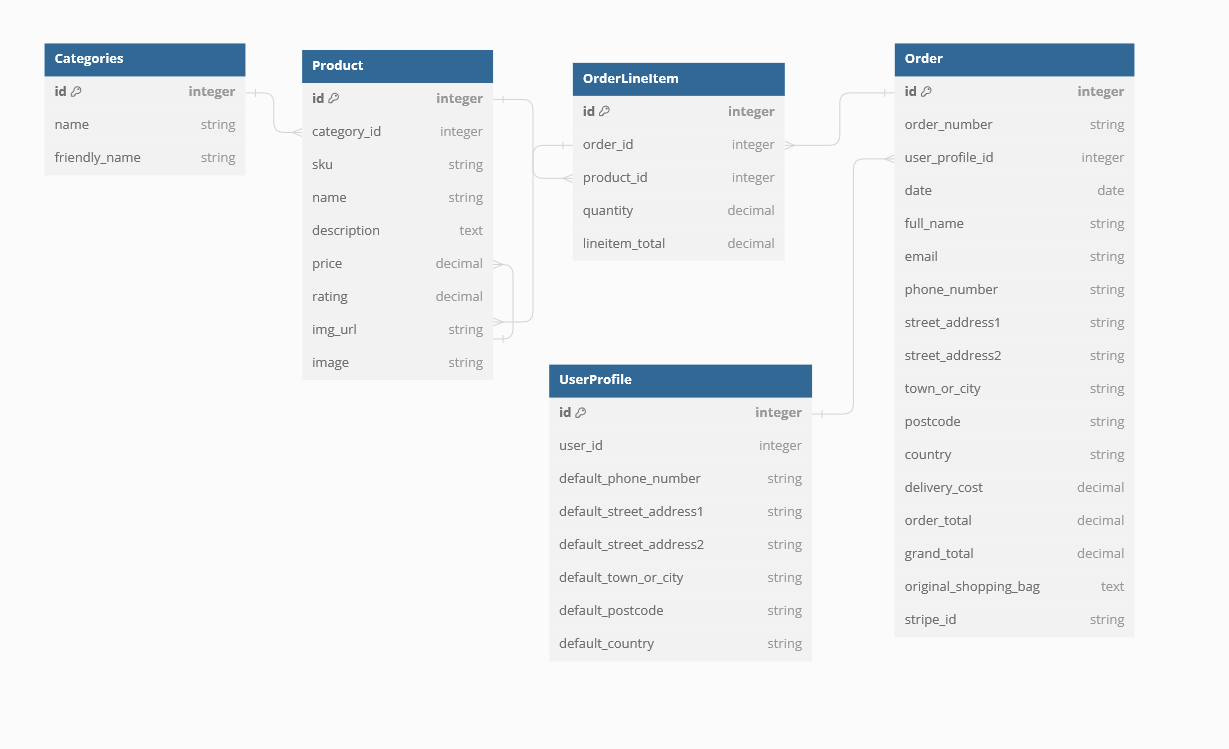 Categories
id integer
name string
friendly_name string
Product
id integer
category_id integer
sku string
name string
description text
price decimal
rating decimal
img_url string
image string
OrderLineItem
id integer
order_id integer
product_id integer
quantity decimal
lineitem_total decimal
UserProfile
id integer
user_id integer
default_phone_number string
default_street_address1 string
default_street_address2 string
default_town_or_city string
default_postcode string
default_country string
Order
id integer
order_number string
user_profile_id integer
date date
full_name string
email string
phone_number string
street_address1 string
street_address2 string
town_or_city string
postcode string
country string
delivery_cost decimal
order_total decimal
grand_total decimal
original_shopping_bag text
stripe_id string